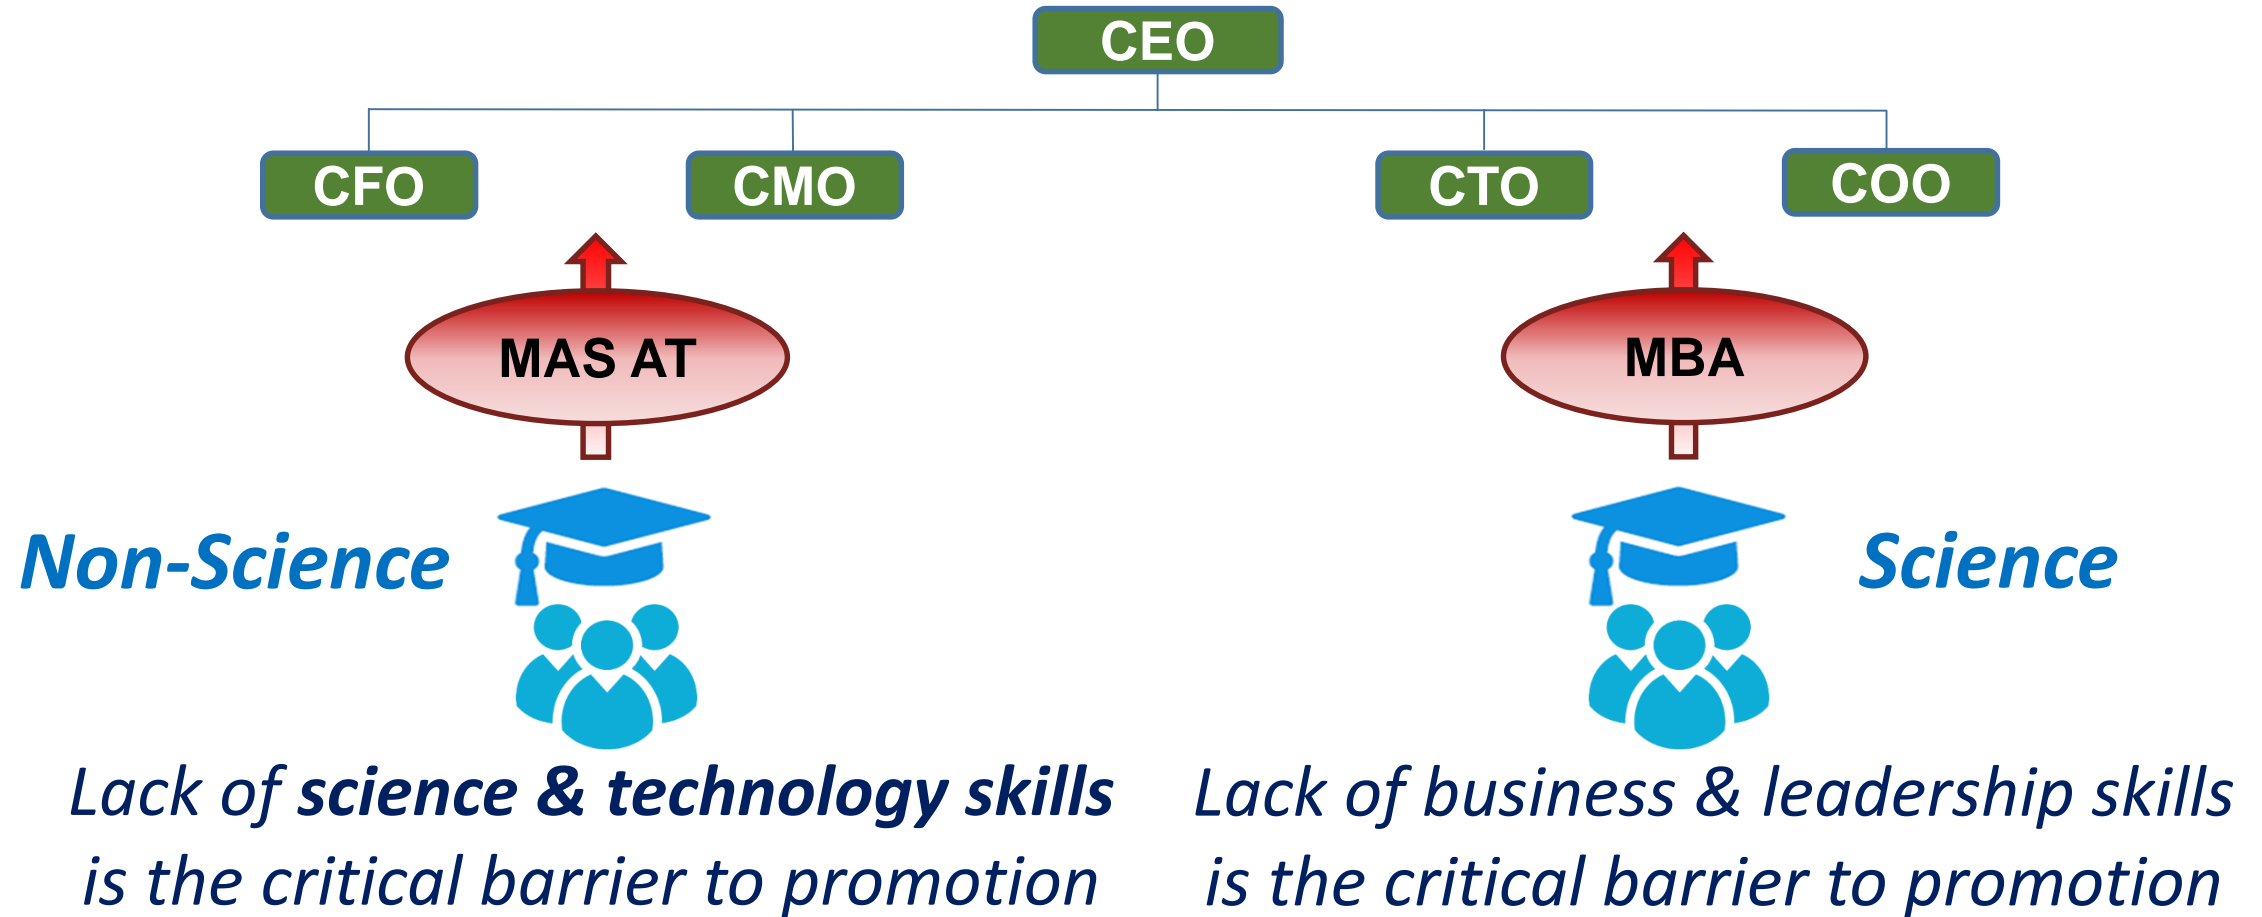 CEO
CFO
CMO
CTO
COO
MAS AT
MBA
Non-Science
Science
Lack of science & technology skills
is the critical barrier to promotion
Lack of business & leadership skills
is the critical barrier to promotion